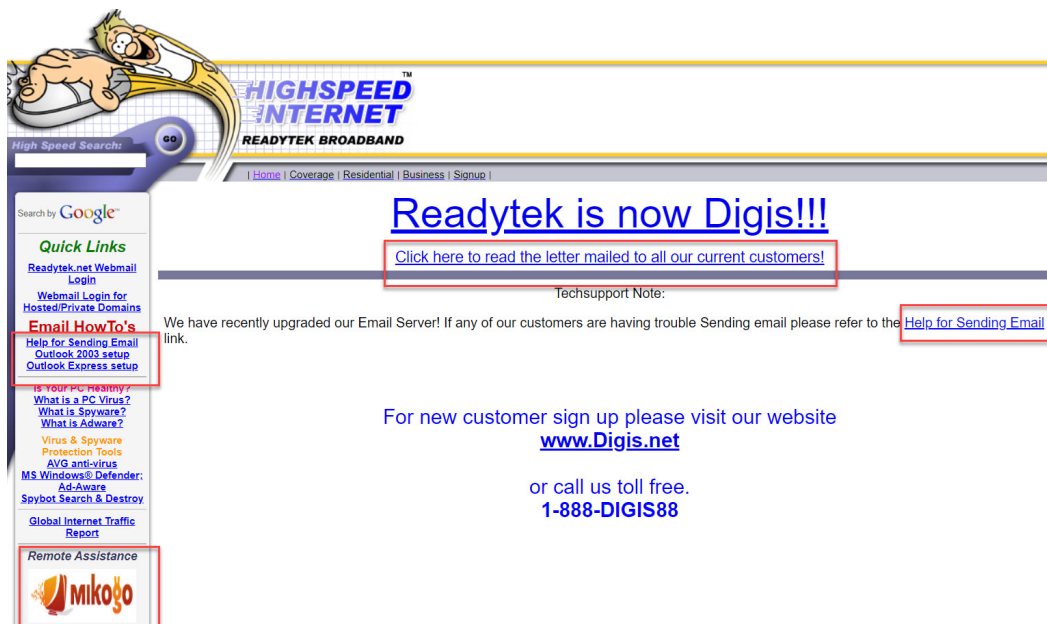 HIGHSPEED™
INTERNET
READYTEK BROADBAND
High Speed Search:
GO
| Home | Coverage | Residential | Business | Signup |
Search by Google™
Quick Links
Readytek.net Webmail
Login
Webmail Login for
Hosted/Private Domains
Email HowTo's
Help for Sending Email
Outlook 2003 setup
Outlook Express setup
Is Your PC Healthy?
What is a PC Virus?
What is Spyware?
What is Adware?
Virus & Spyware
Protection Tools
AVG anti-virus
MS Windows® Defender;
Ad-Aware
Spybot Search & Destroy
Global Internet Traffic
Report
Remote Assistance
mikogo
Readytek is now Digis!!!
Click here to read the letter mailed to all our current customers!
Techsupport Note:
We have recently upgraded our Email Server! If any of our customers are having trouble Sending email please refer to the Help for Sending Email
link.
For new customer sign up please visit our website
www.Digis.net
or call us toll free.
1-888-DIGIS88